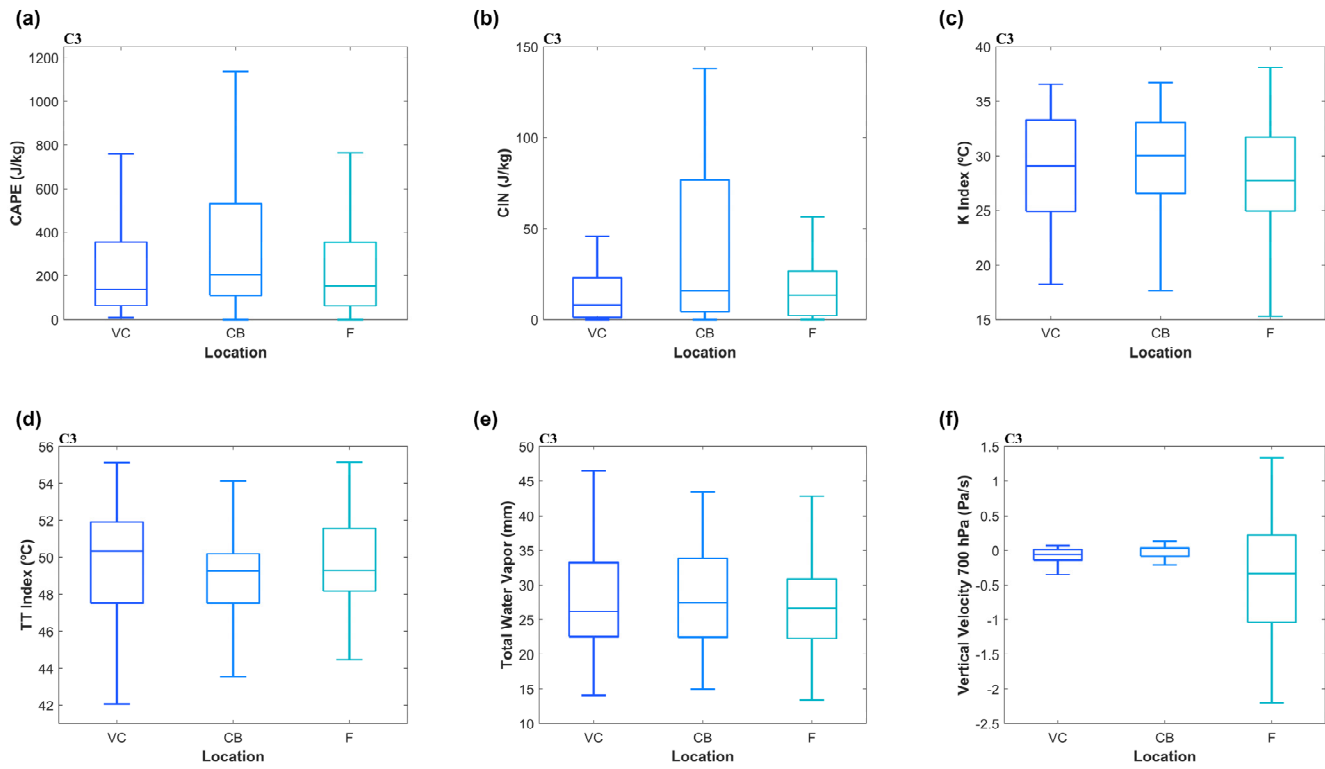 (a)
C3
1200
1000
800
600
400
200
0
CAPE (J/kg)
VC CB F
Location
(b)
C3
150
100
50
0
CIN (J/kg)
VC CB F
Location
(c)
C3
40
35
30
25
20
15
K Index (ºC)
VC CB F
Location
(d)
C3
56
54
52
50
48
46
44
42
TT Index (ºC)
VC CB F
Location
(e)
C3
50
45
40
35
30
25
20
15
10
Total Water Vapor (mm)
VC CB F
Location
(f)
C3
1.5
1
0.5
0
-0.5
-1
-1.5
-2
-2.5
Vertical Velocity 700 hPa (Pa/s)
VC CB F
Location